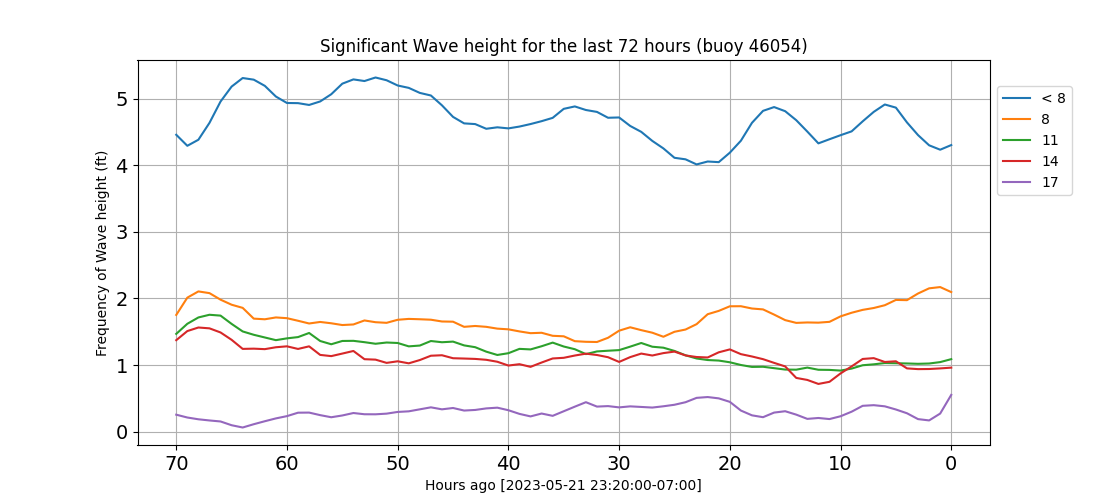 Significant Wave height for the last 72 hours (buoy 46054)
Frequency of Wave height (ft)
5
4
3
2
1
0
70 60 50 40 30 20 10 0
Hours ago [2023-05-21 23:20:00-07:00]
< 8
8
11
14
17